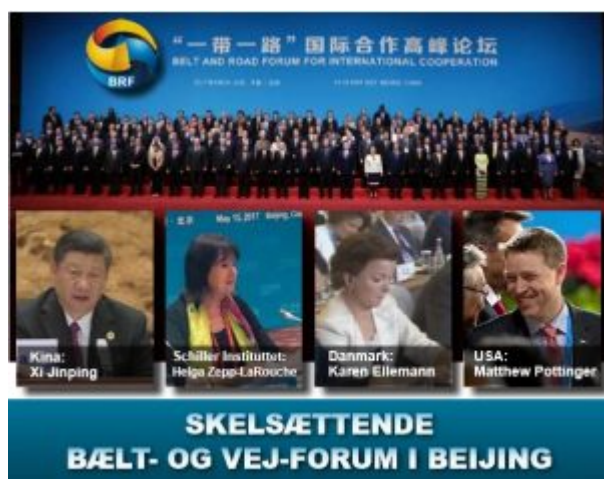 “一带一路”国际合作高峰论坛
BELT AND ROAD FORUM FOR INTERNATIONAL COOPERATION
BRF
May 15, 2017 Beijing,
Kina:
Xi Jinping
Schiller Instituttet:
Helga Zepp-LaRouche
Danmark:
Karen Ellemann
USA:
Matthew Pottinger
SKELSÆTTENDE
BÆLT- OG VEJ-FORUM I BEIJING